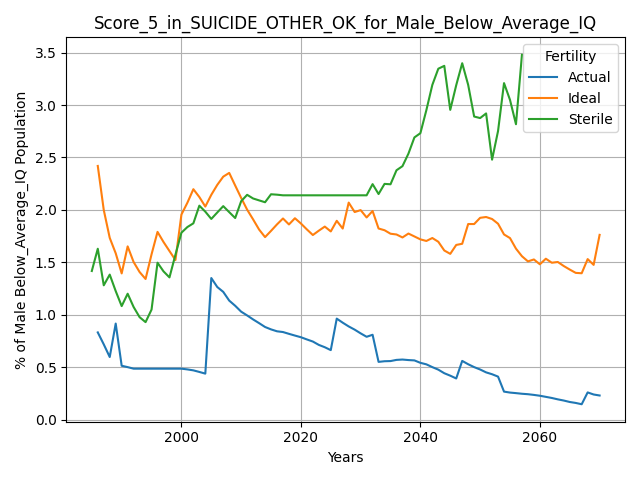 Score_5_in_SUICIDE_OTHER_OK_for_Male_Below_Average_IQ
% of Male Below_Average_IQ Population
3.5
3.0
2.5
2.0
1.5
1.0
0.5
0.0
Fertility
Actual
Ideal
Sterile
2000
2020
2040
2060
Years